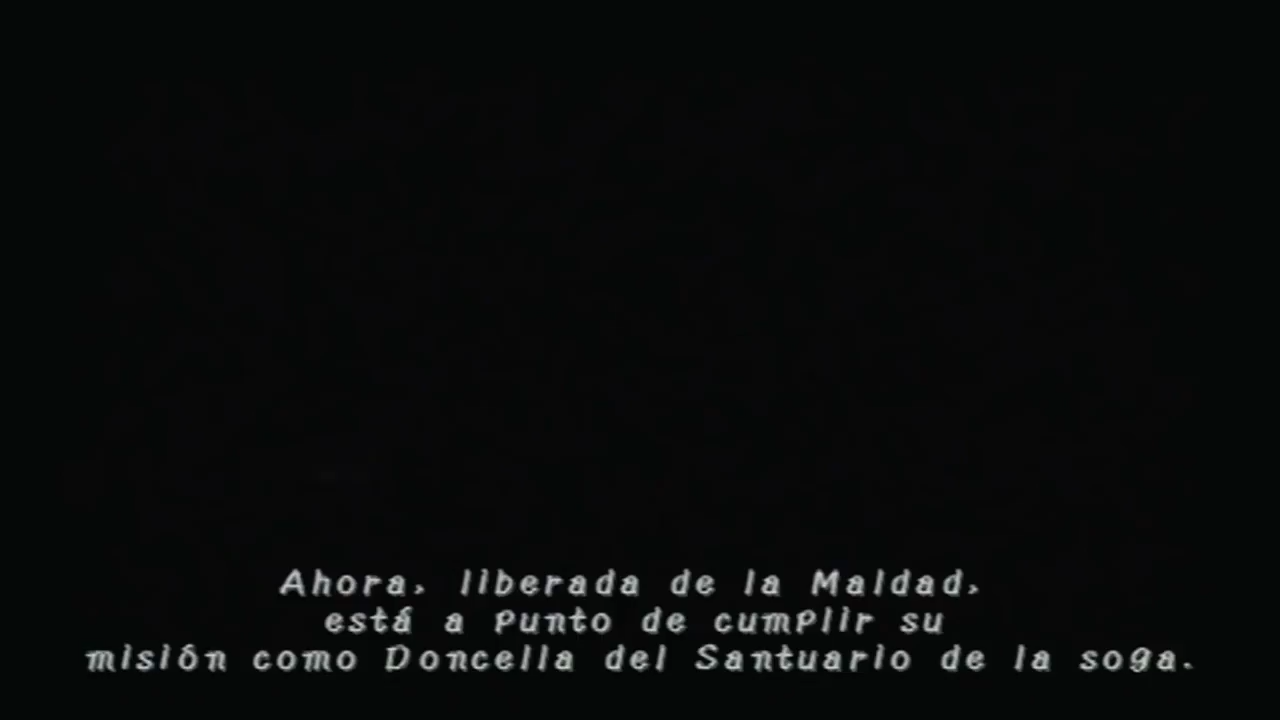 Ahora, liberada de la Maldad,
está a punto de cumplir su
misión como Doncella del Santuario de la soga.